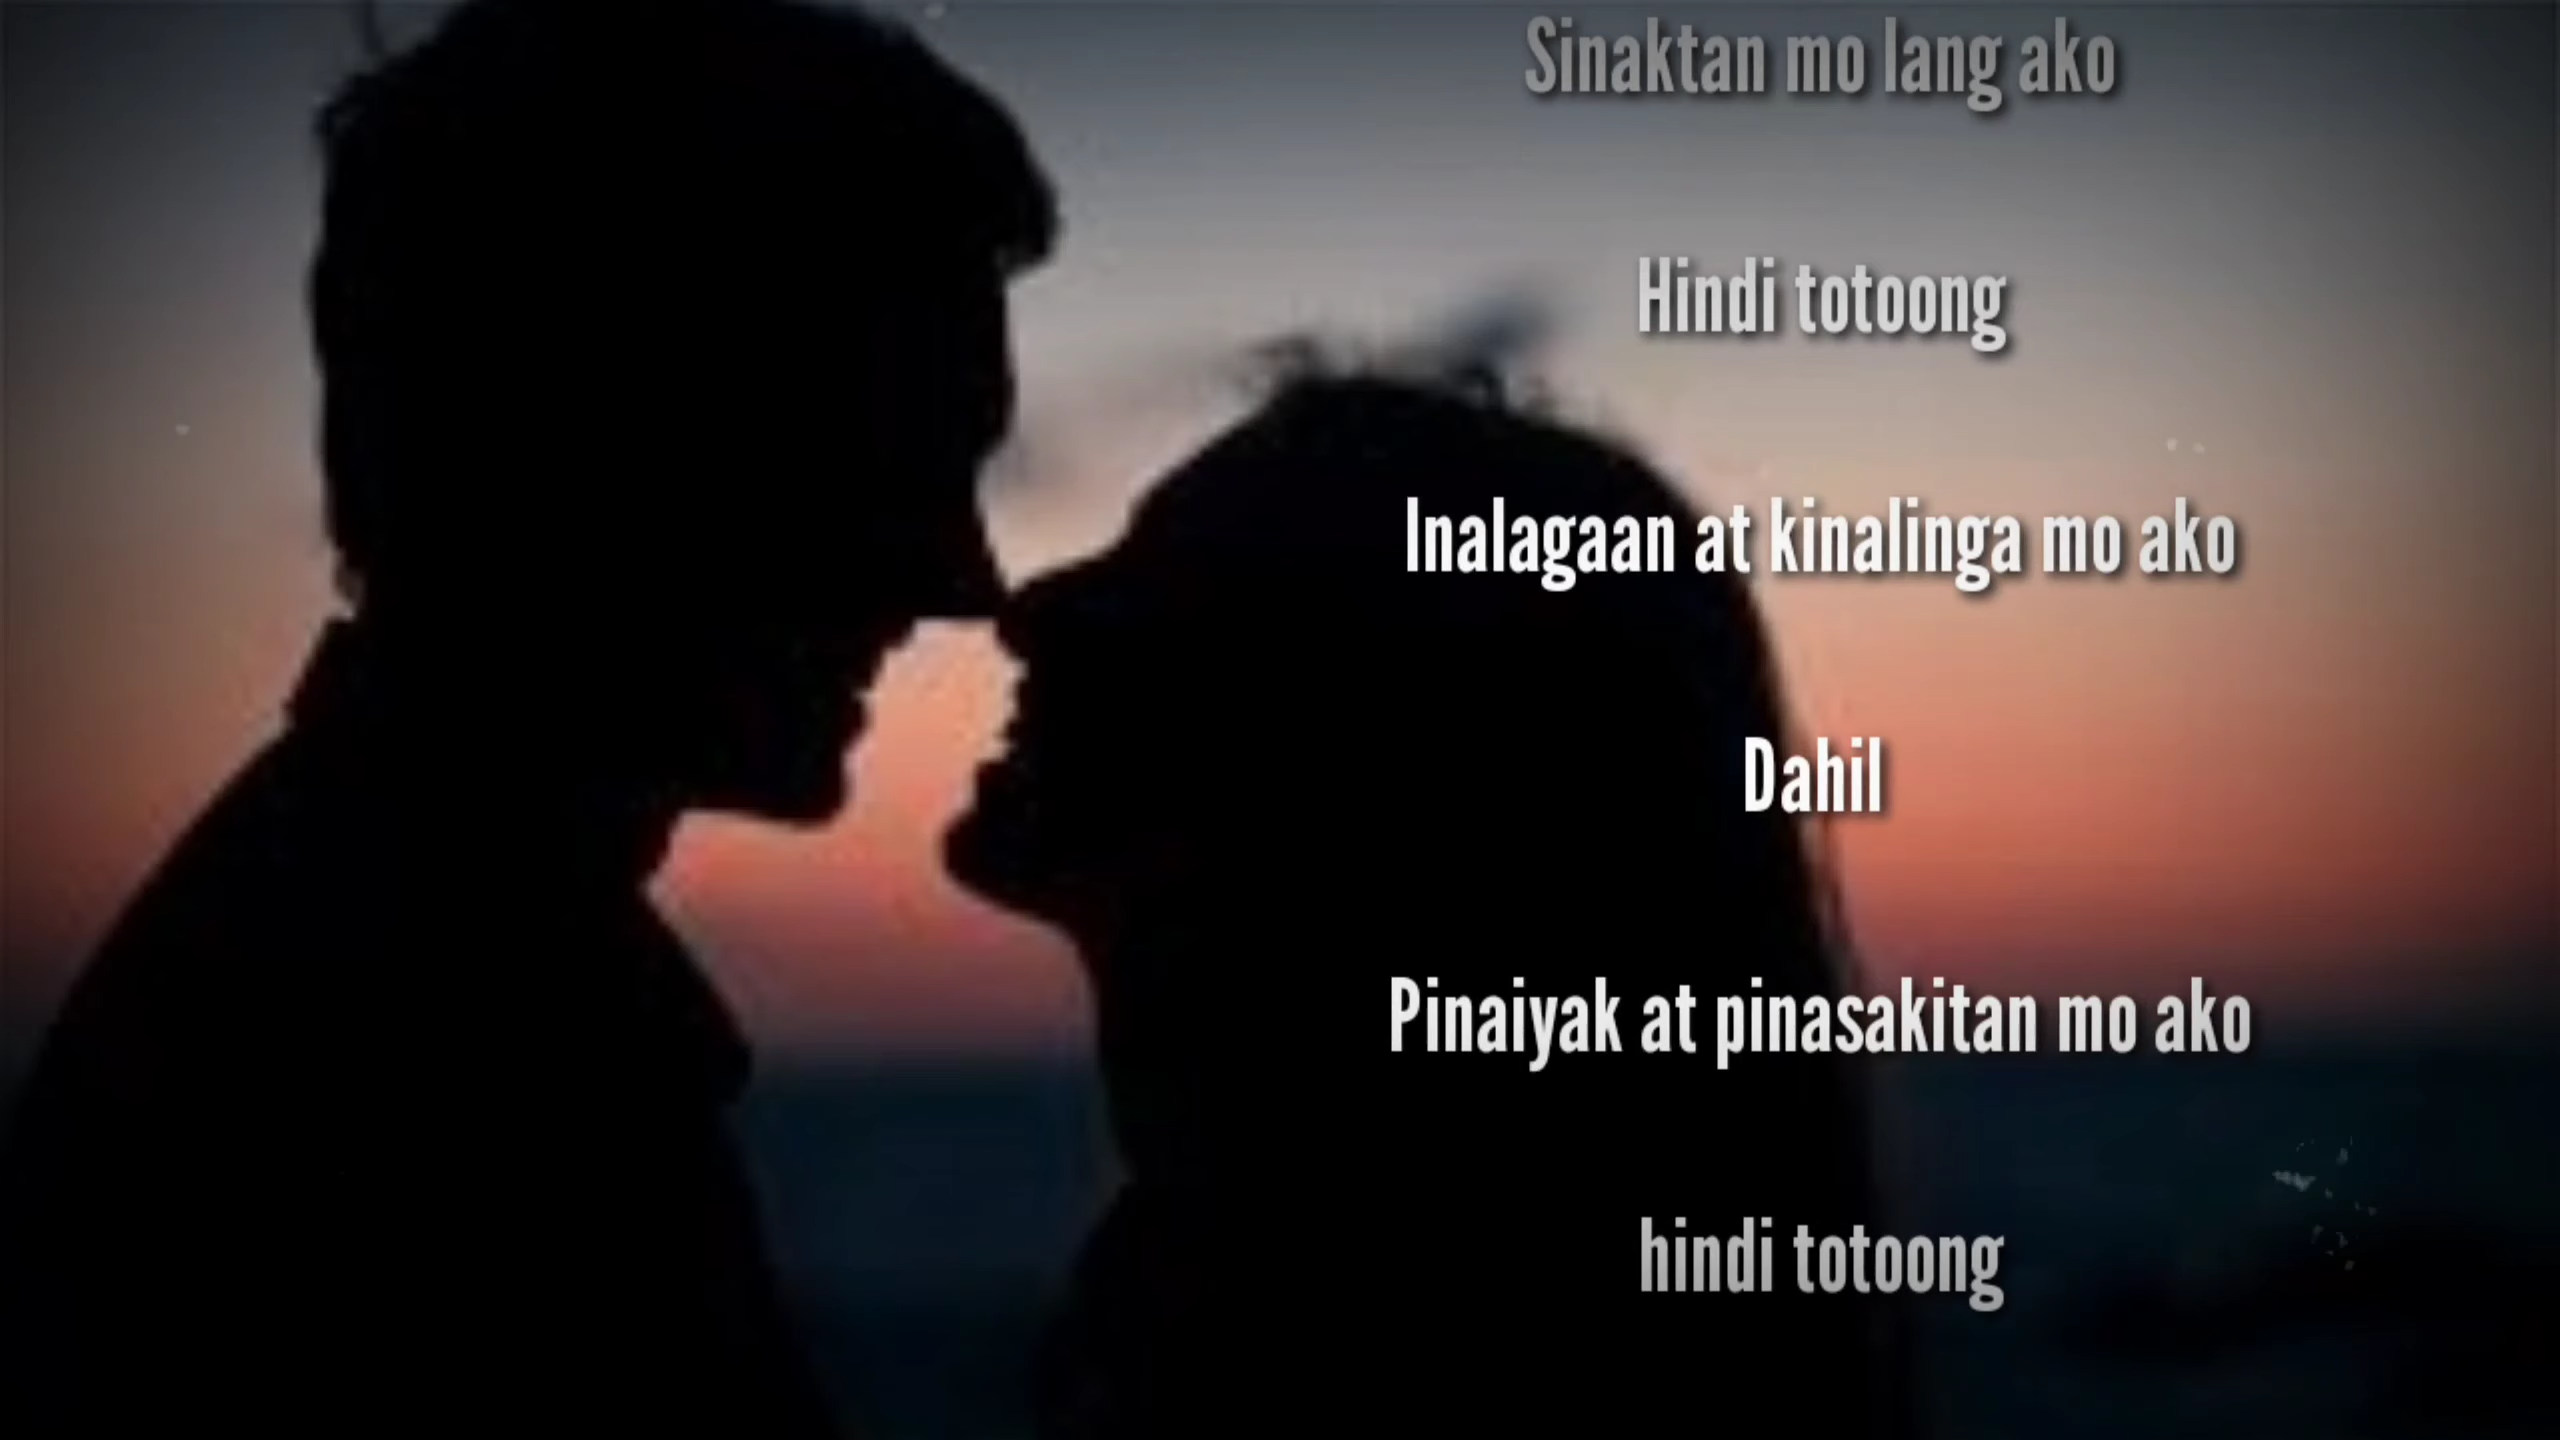 Sinaktan mo lang ako
Hindi totoong
Inalagaan at kinalinga mo ako
Dahil
Pinaiyak at pinasakitan mo ako
hindi totoong